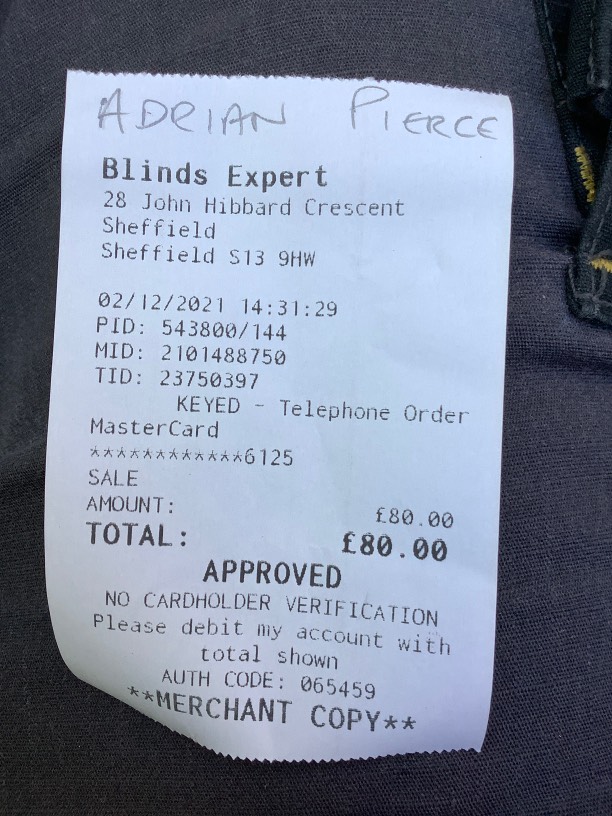 ADRIAN PIERCE
Blinds Expert
28 John Hibbard Crescent
Sheffield
Sheffield S13 9HW
02/12/2021 14:31:29
PID: 543800/144
MID: 2101488750
TID: 23750397
KEYED - Telephone Order
MasterCard
************6125
SALE
AMOUNT: £80.00
TOTAL: £80.00
APPROVED
NO CARDHOLDER VERIFICATION
Please debit my account with
total shown
AUTH CODE: 065459
**MERCHANT COPY**